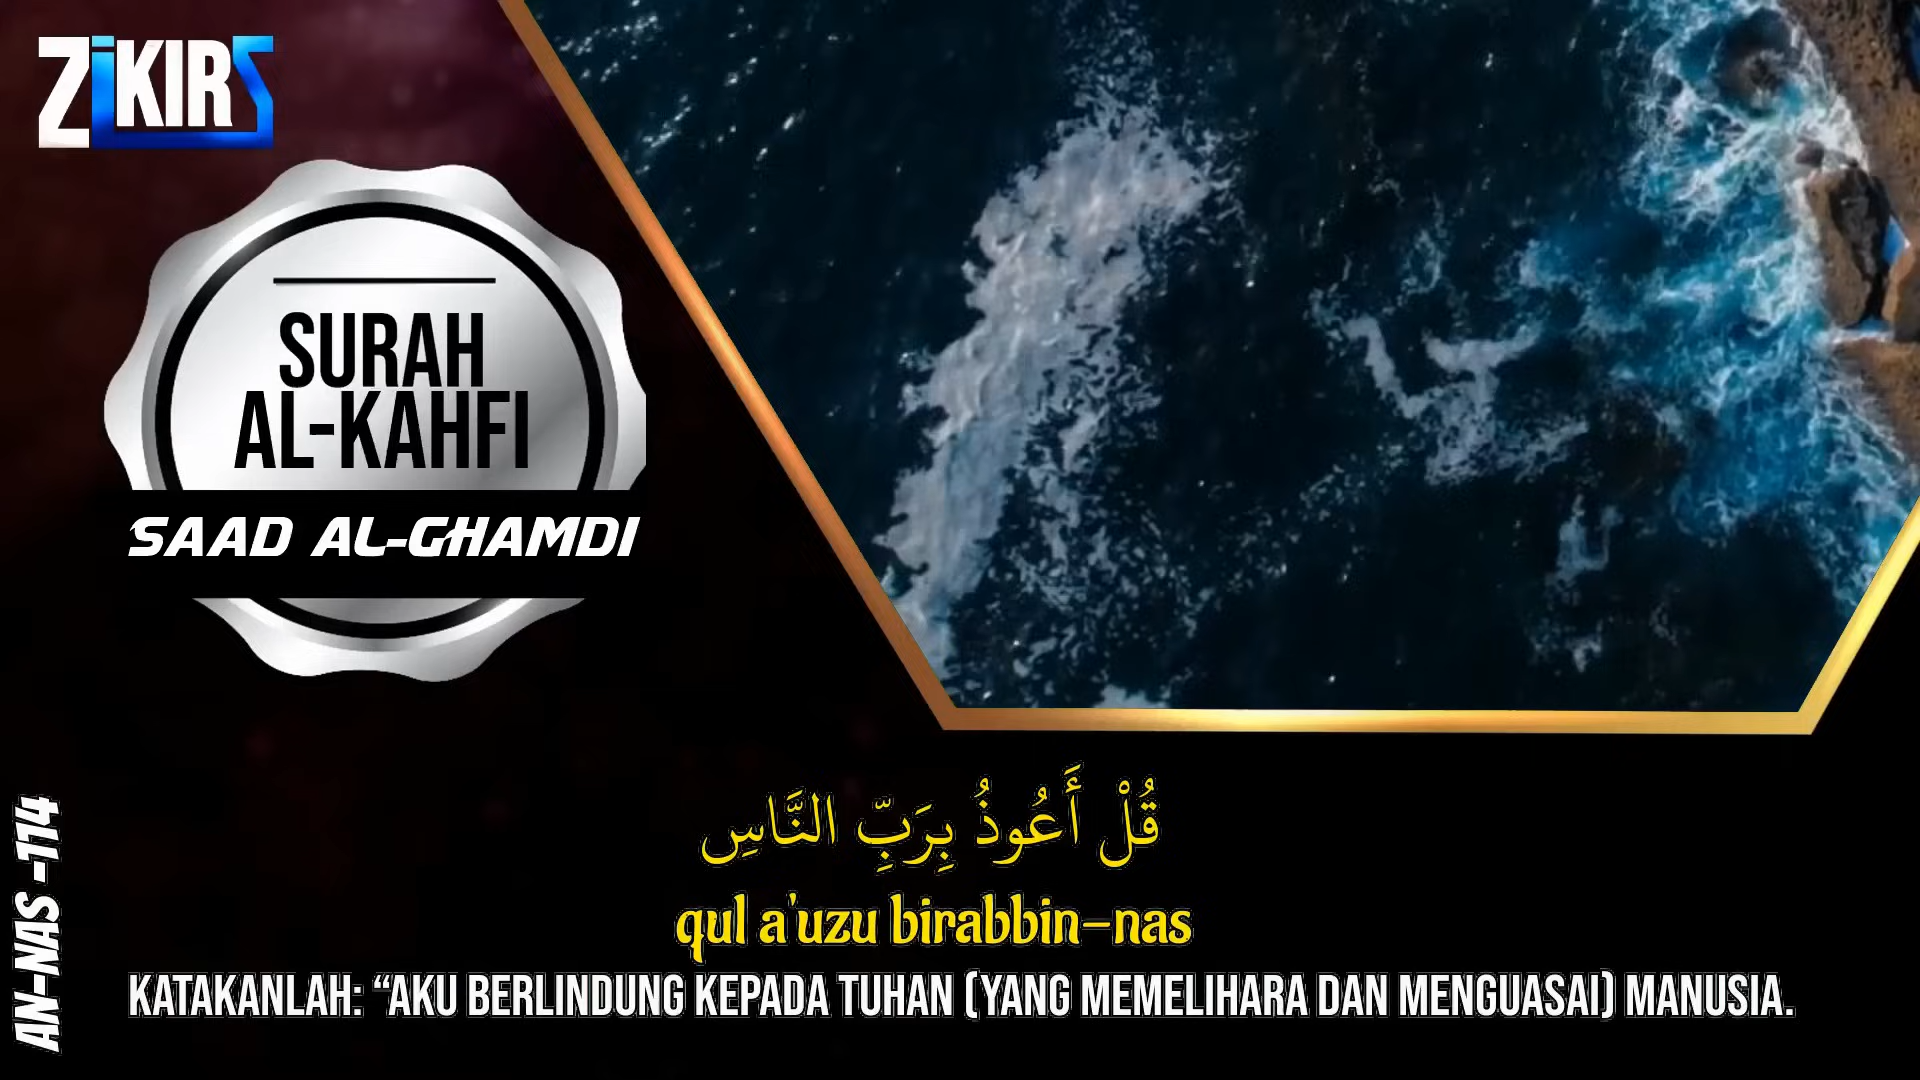 ZIKIRS
SURAH
AL-KAHFI
SAAD AL-GHAMDI
AN-NAS -114
قُلْ أَعُوذُ بِرَبِّ النَّاسِ
qul a'uzu birabbin-nas
KATAKANLAH: “AKU BERLINDUNG KEPADA TUHAN (YANG MEMELIHARA DAN MENGUASAI) MANUSIA.